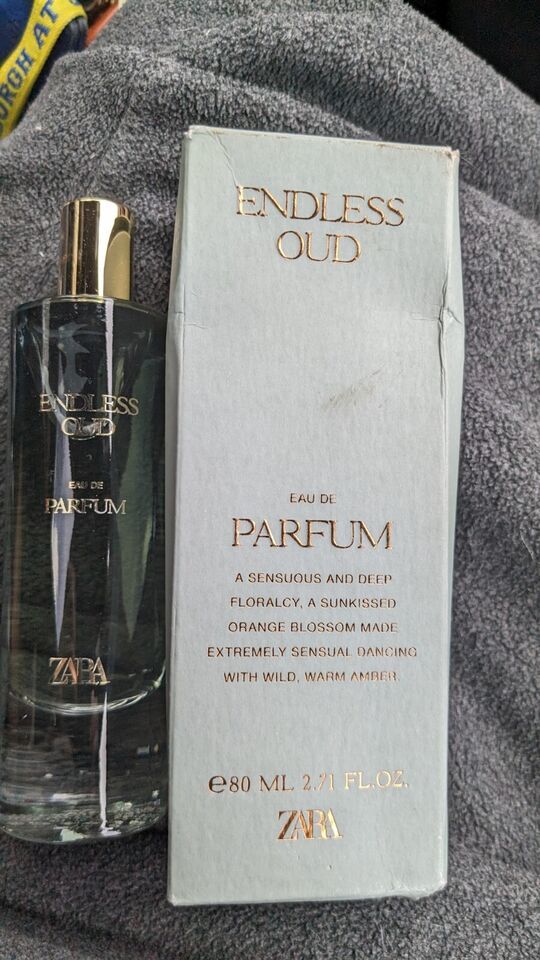 ENDLESS
OUD
EAU DE
PARFUM
ZARA
ENDLESS
OUD
EAU DE
PARFUM
A SENSUOUS AND DEEP
FLORALCY, A SUNKISSED
ORANGE BLOSSOM MADE
EXTREMELY SENSUAL DANCING
WITH WILD, WARM AMBER.
℮80 ML 2.71 FL.OZ.
ZARA